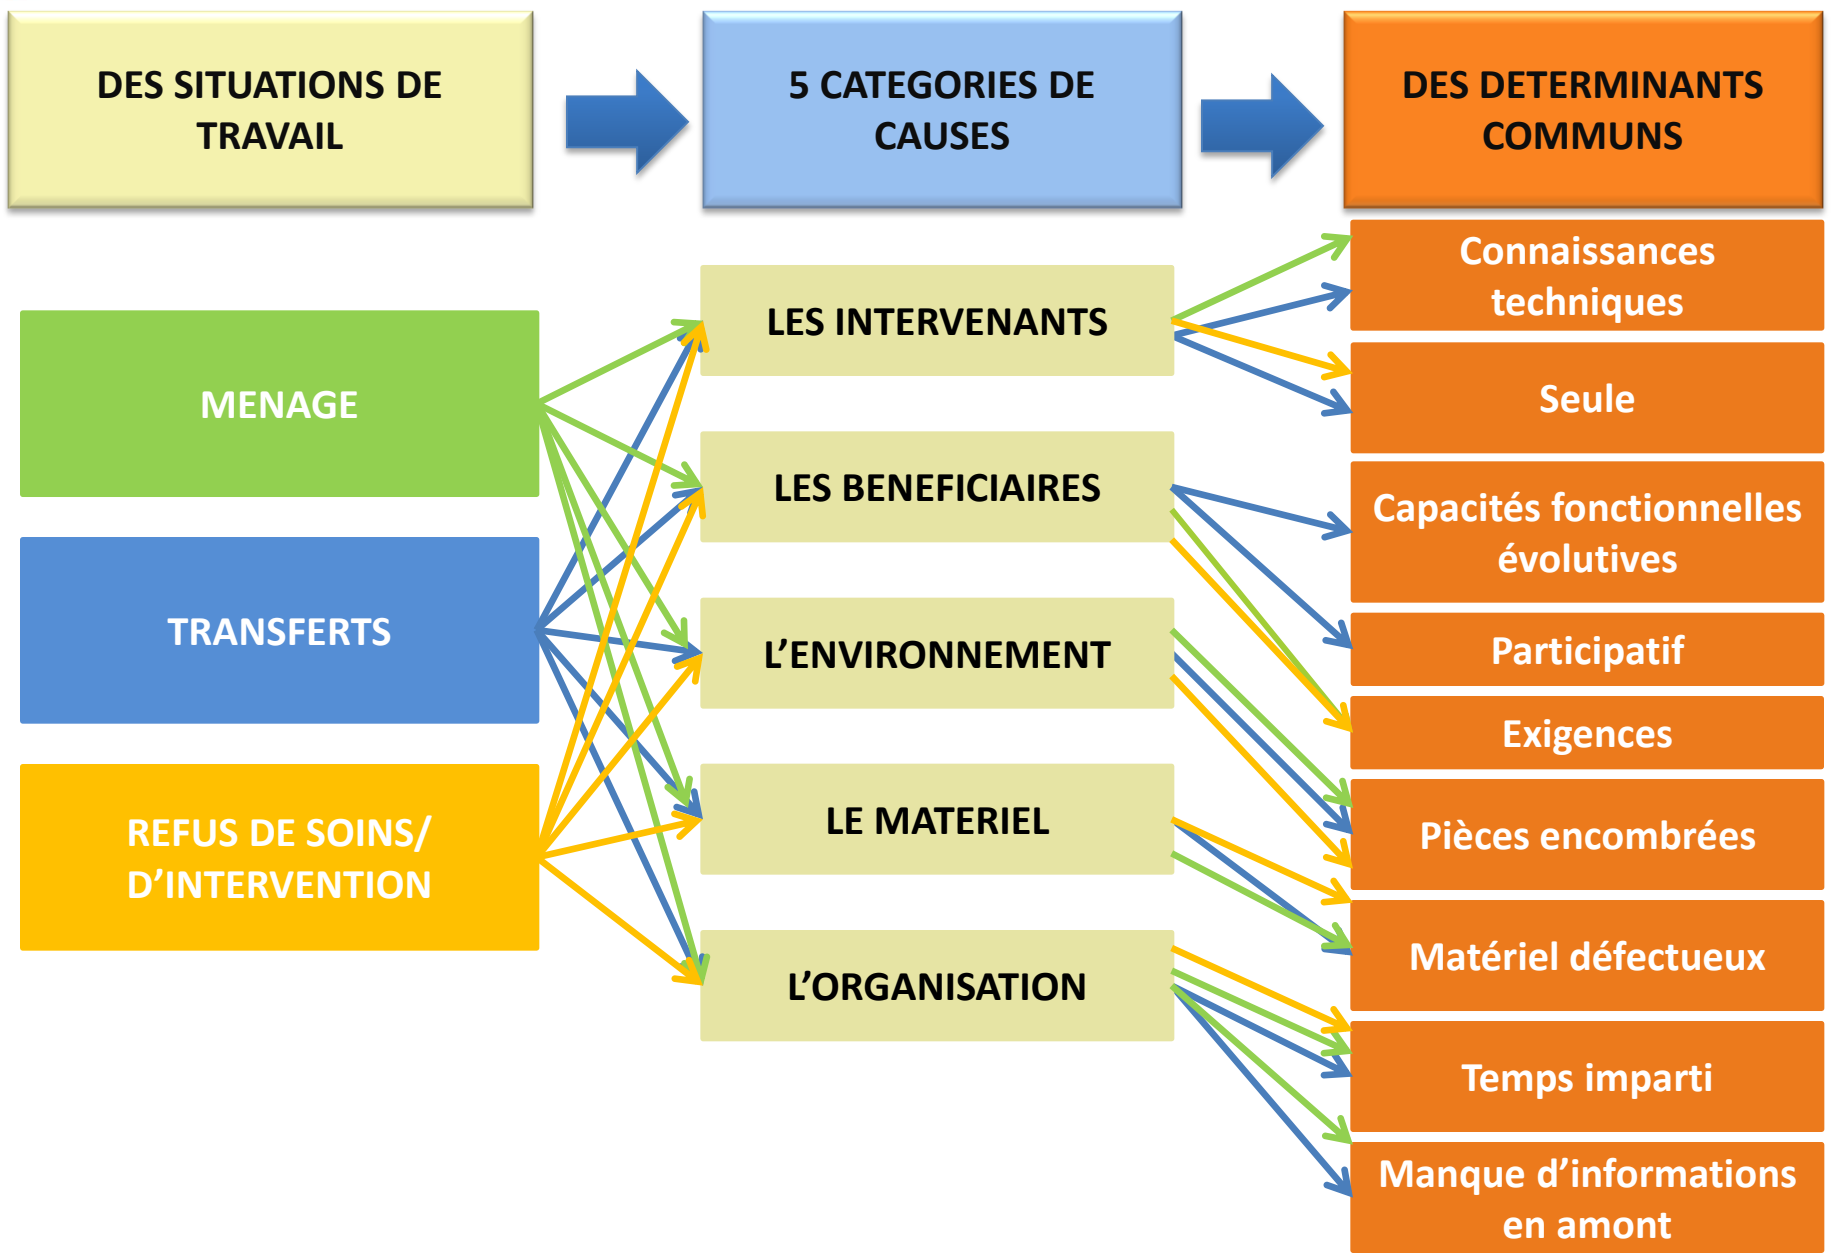 DES SITUATIONS DE
TRAVAIL
5 CATEGORIES DE
CAUSES
DES DETERMINANTS
COMMUNS
MENAGE
TRANSFERTS
REFUS DE SOINS/
D’INTERVENTION
LES INTERVENANTS
LES BENEFICIAIRES
L’ENVIRONNEMENT
LE MATERIEL
L’ORGANISATION
Connaissances
techniques
Seule
Capacités fonctionnelles
évolutives
Participatif
Exigences
Pièces encombrées
Matériel défectueux
Temps imparti
Manque d’informations
en amont